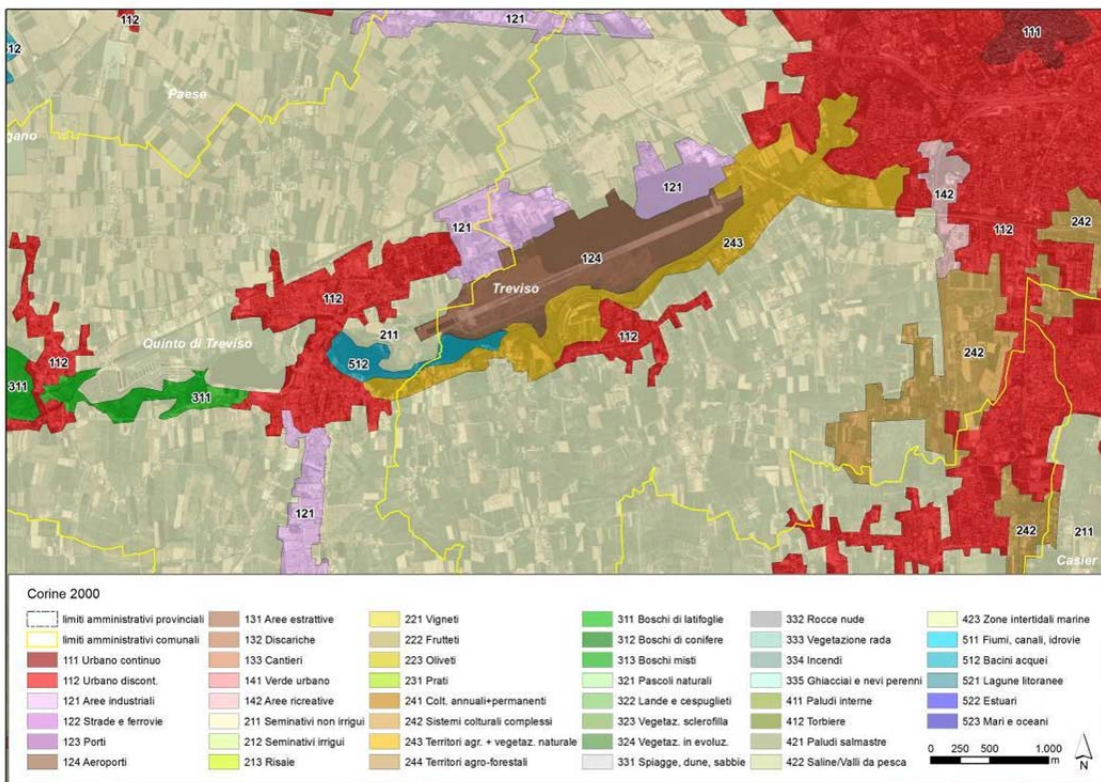 112
121
111
512
Paese
121
142
121
242
112
243
124
Treviso
112
211
112
Quinto di Treviso
242
112
512
311
311
121
242
211
Casier
Corine 2000
limiti amministrativi provinciali
limiti amministrativi comunali
111 Urbano continuo
112 Urbano discont.
121 Aree industriali
122 Strade e ferrovie
123 Porti
124 Aeroporti
131 Aree estrattive
132 Discariche
133 Cantieri
141 Verde urbano
142 Aree ricreative
211 Seminativi non irrigui
212 Seminativi irrigui
213 Risaie
221 Vigneti
222 Frutteti
223 Oliveti
231 Prati
241 Colt. annuali+permanenti
242 Sistemi colturali complessi
243 Territori agr. + vegetaz. naturale
244 Territori agro-forestali
311 Boschi di latifoglie
312 Boschi di conifere
313 Boschi misti
321 Pascoli naturali
322 Lande e cespuglieti
323 Vegetaz. sclerofilla
324 Vegetaz. in evoluz.
331 Spiagge, dune, sabbie
332 Rocce nude
333 Vegetazione rada
334 Incendi
335 Ghiacciai e nevi perenni
411 Paludi interne
412 Torbiere
421 Paludi salmastre
422 Saline/Valli da pesca
423 Zone intertidali marine
511 Fiumi, canali, idrovie
512 Bacini acquei
521 Lagune litoranee
522 Estuari
523 Mari e oceani
0 250 500 1.000
m
N